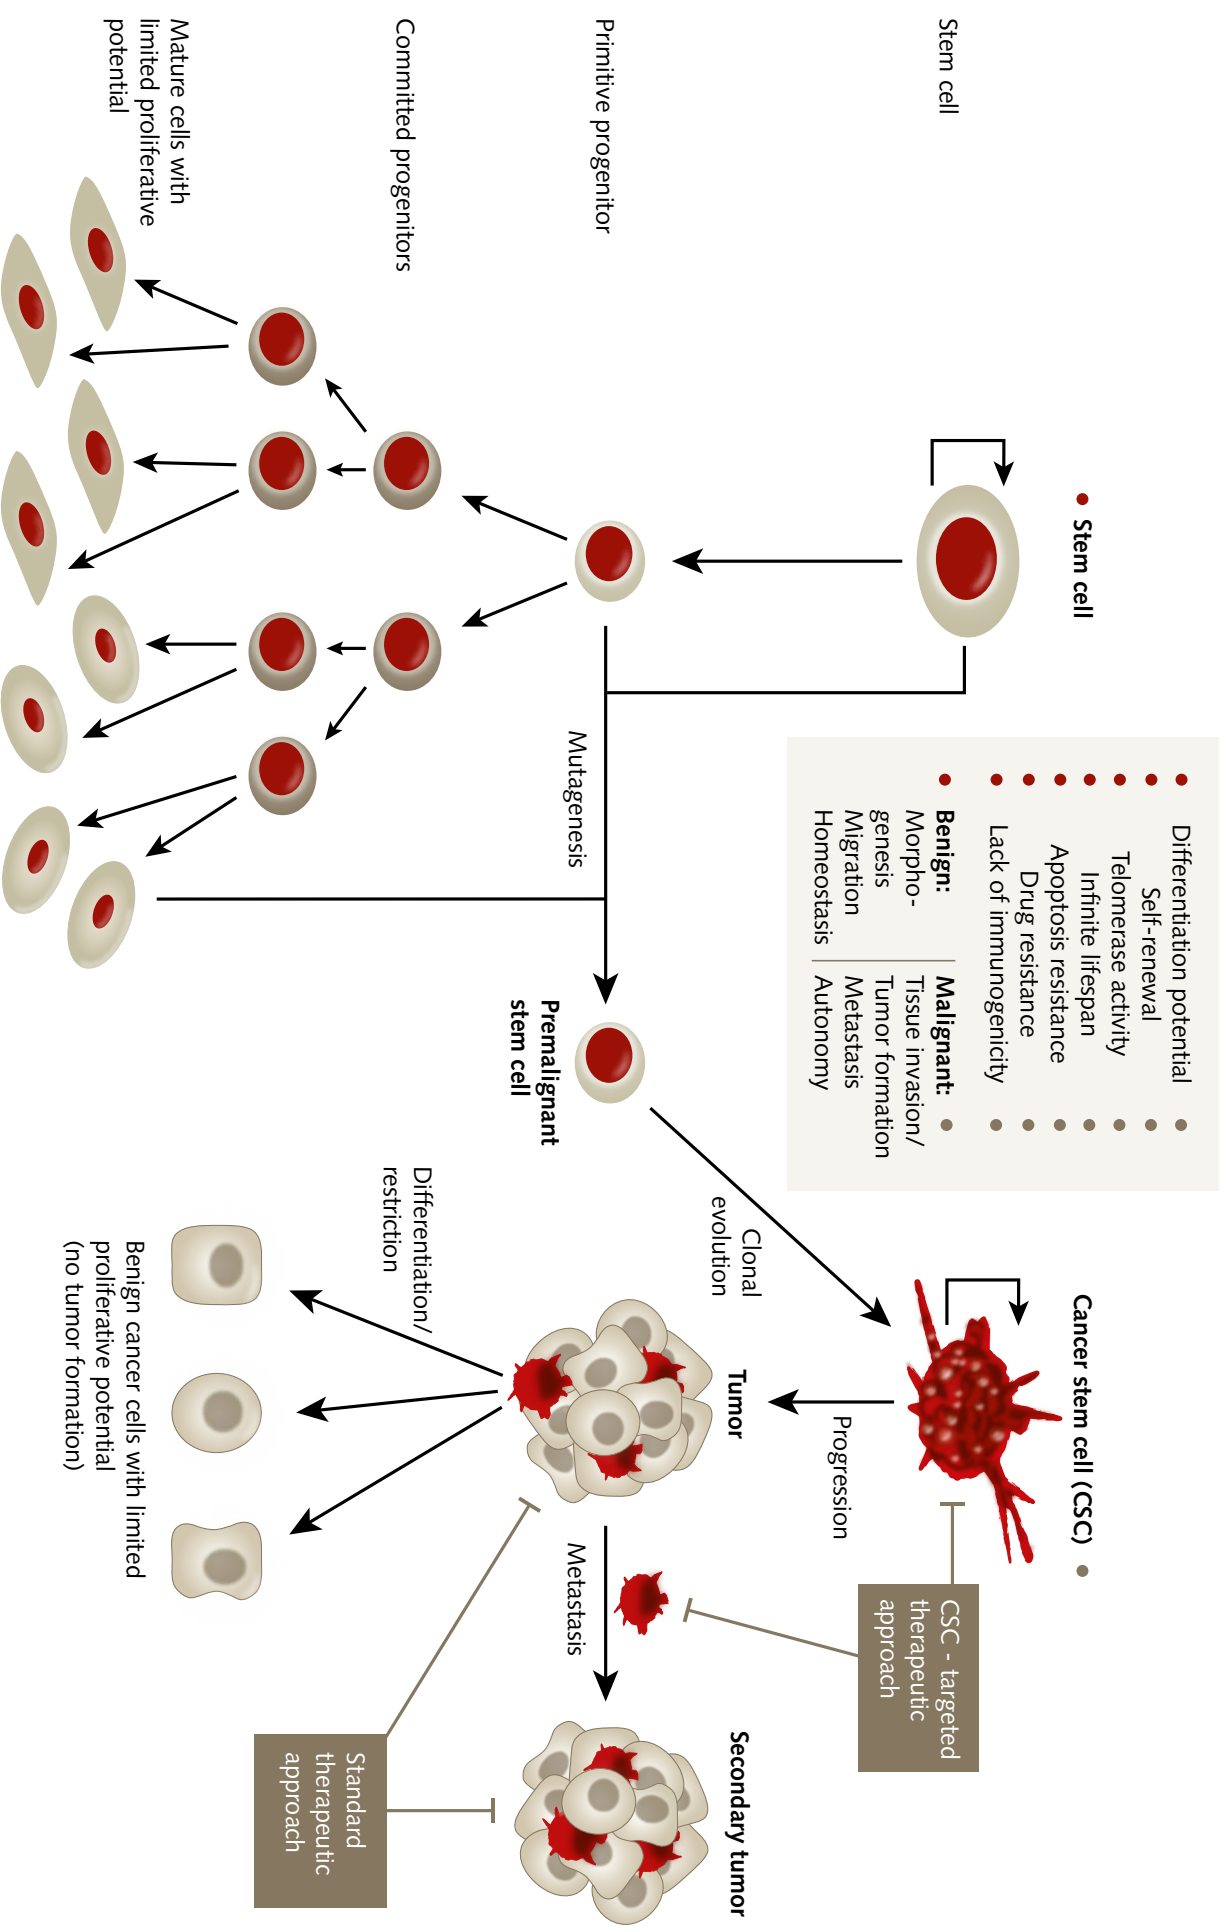 Stem cell
Primitive progenitor
Committed progenitors
Mature cells with
limited proliferative
potential
Stem cell
Differentiation potential
Self-renewal
Telomerase activity
Infinite lifespan
Apoptosis resistance
Drug resistance
Lack of immunogenicity
Benign:
Morpho-
genesis
Migration
Homeostasis
Malignant:
Tissue invasion/
Tumor formation
Metastasis
Autonomy
Mutagenesis
Premalignant
stem cell
Clonal
evolution
Cancer stem cell (CSC)
Progression
Tumor
Differentiation/
restriction
Benign cancer cells with limited
proliferative potential
(no tumor formation)
CSC - targeted
therapeutic
approach
Metastasis
Secondary tumor
Standard
therapeutic
approach